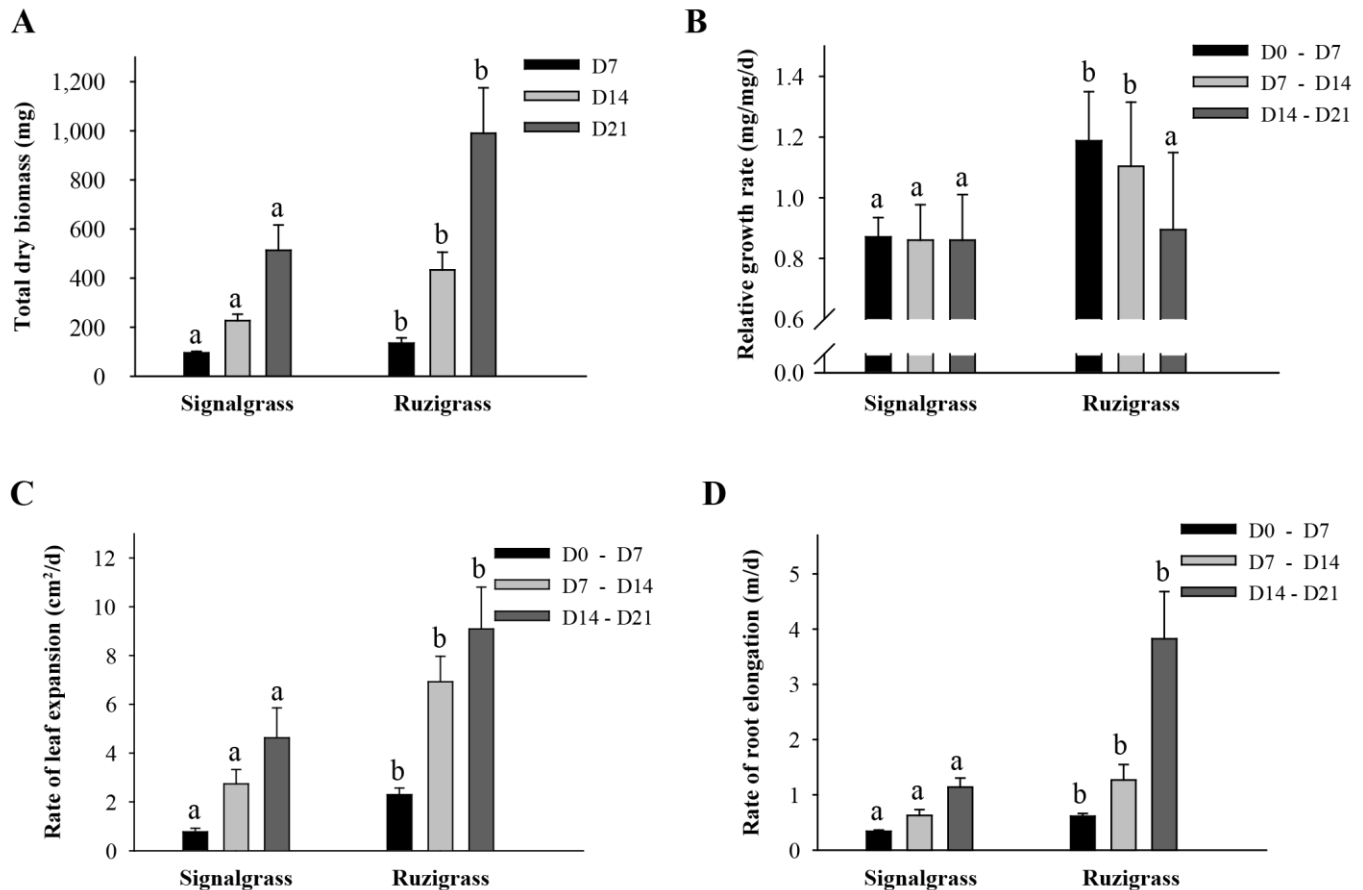 A
Total dry biomass (mg)
1,200
1,000
800
600
400
200
0
a
a
a
b
b
b
D7
D14
D21
Signalgrass
Ruzigrass
B
Relative growth rate (mg/mg/d)
1.4
1.2
1.0
0.8
0.6
0.0
a
a
a
b
b
a
D0 - D7
D7 - D14
D14 - D21
Signalgrass
Ruzigrass
C
Rate of leaf expansion (cm²/d)
12
10
8
6
4
2
0
a
a
a
b
b
b
D0 - D7
D7 - D14
D14 - D21
Signalgrass
Ruzigrass
D
Rate of root elongation (m/d)
5
4
3
2
1
0
a
a
a
b
b
b
D0 - D7
D7 - D14
D14 - D21
Signalgrass
Ruzigrass